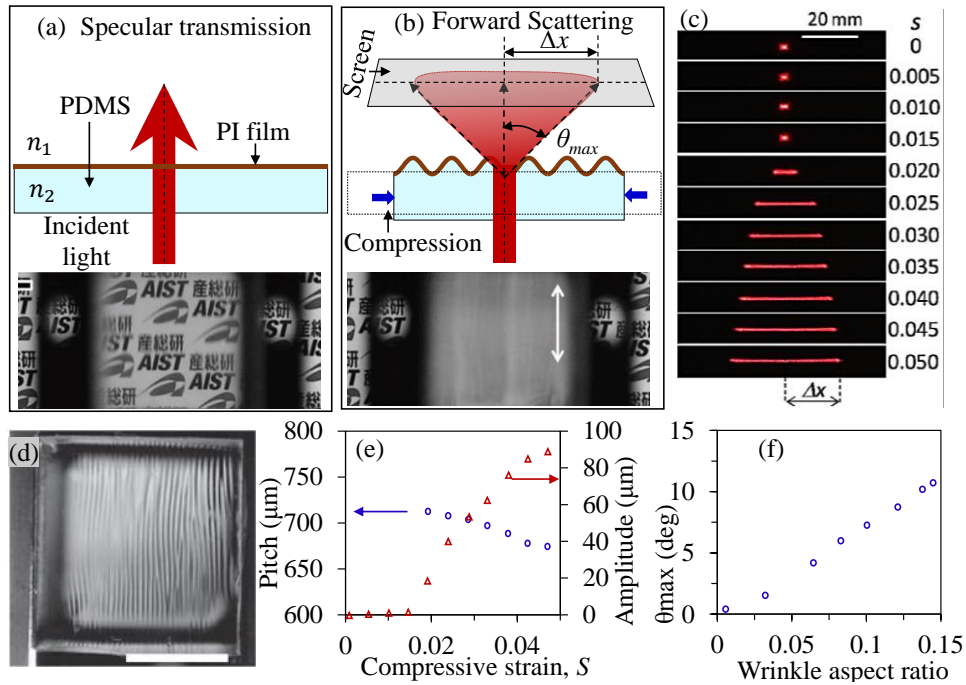 (a) Specular transmission
PDMS
PI film
n1
n2
Incident
light
産総研
AIST 産総研
AIST
(b) Forward Scattering
Δx
Screen
θmax
Compression
産総研
AIST
(c)
20 mm
s
0
0.005
0.010
0.015
0.020
0.025
0.030
0.035
0.040
0.045
0.050
Δx
(d)
(e)
800
750
700
650
600
Pitch (μm)
100
80
60
40
20
0
Amplitude (μm)
0
0.02
0.04
Compressive strain, S
(f)
15
10
5
0
θmax (deg)
0
0.05
0.1
0.15
Wrinkle aspect ratio